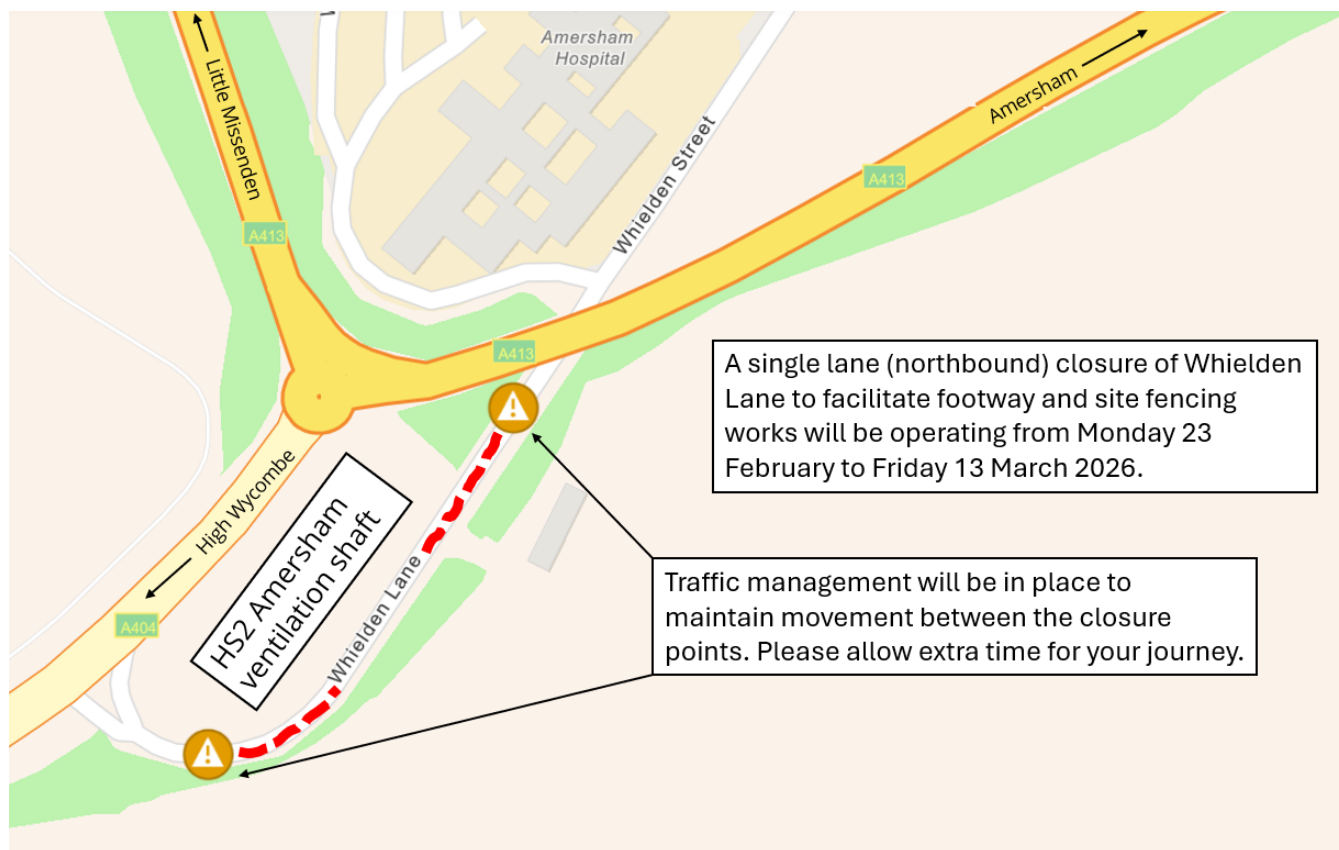 Amersham
Hospital
Little Missenden
Amersham
A413
Whielden Street
A413
A413
A single lane (northbound) closure of Whielden
Lane to facilitate footway and site fencing
works will be operating from Monday 23
February to Friday 13 March 2026.
High Wycombe
HS2 Amersham
ventilation shaft
Whielden Lane
Traffic management will be in place to
maintain movement between the closure
points. Please allow extra time for your journey.
A404